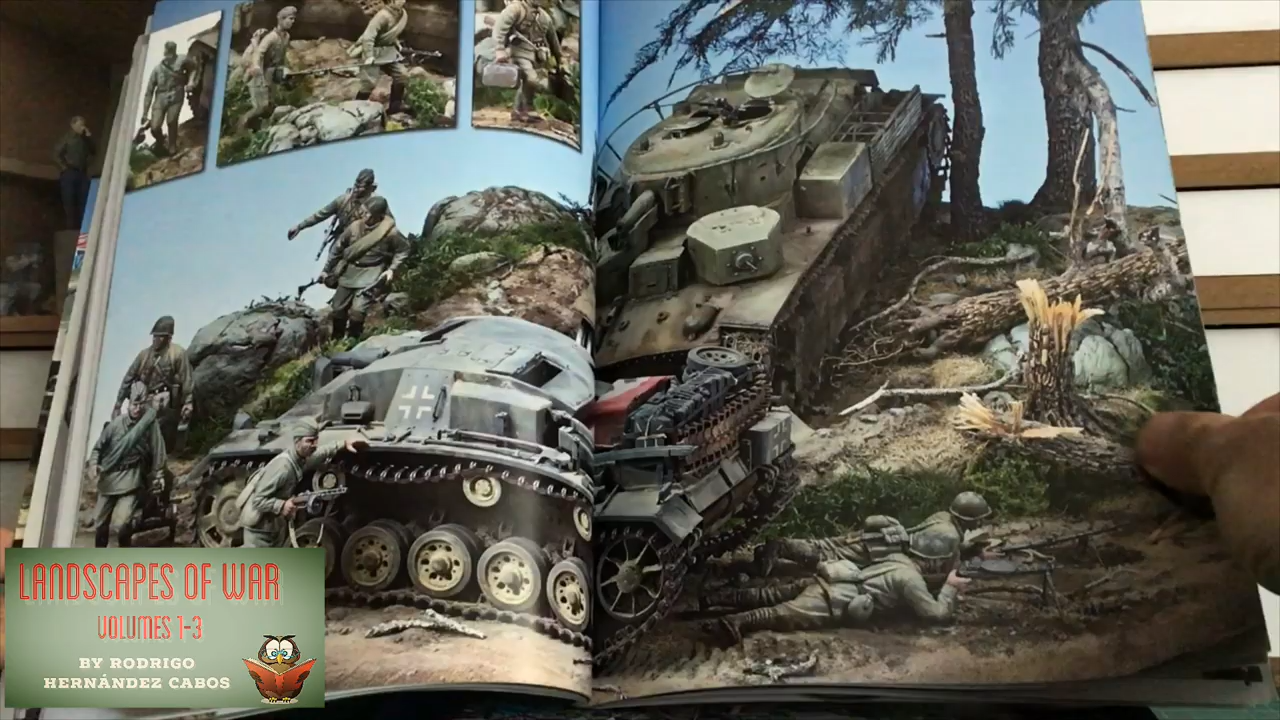 LANDSCAPES OF WAR
VOLUMES 1-3
BY RODRIGO
HERNÁNDEZ CABOS